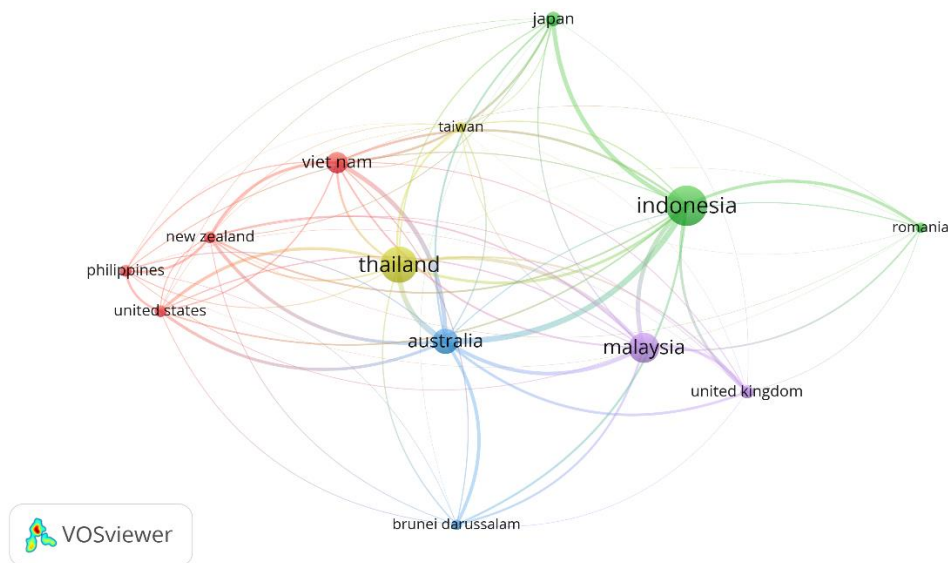 japan
taiwan
viet nam
indonesia
new zealand
romania
thailand
philippines
united states
australia
malaysia
united kingdom
brunei darussalam
VOSviewer